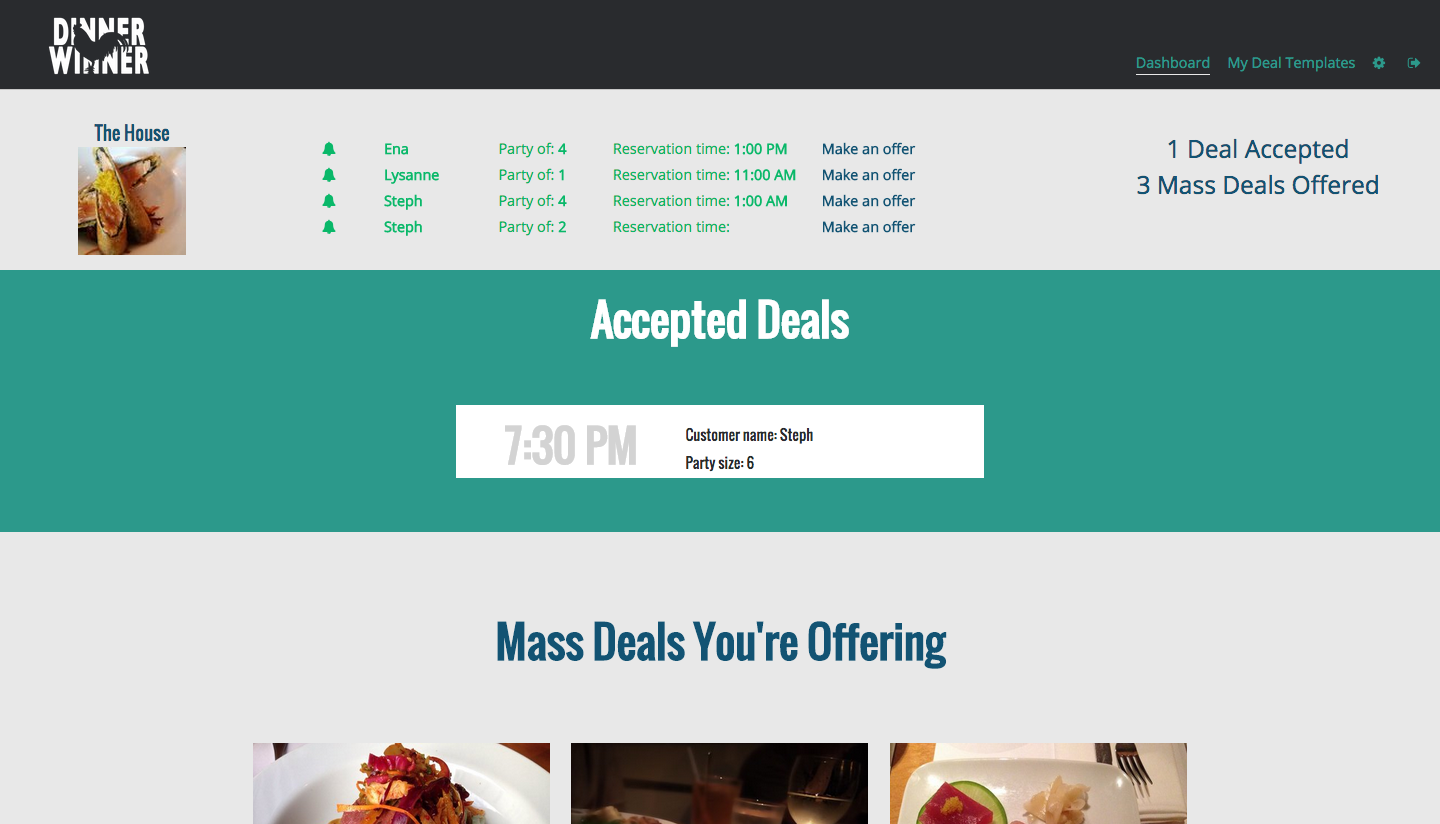 DINNER
WINNER
Dashboard My Deal Templates
The House
Ena Party of: 4 Reservation time: 1:00 PM Make an offer
Lysanne Party of: 1 Reservation time: 11:00 AM Make an offer
Steph Party of: 4 Reservation time: 1:00 AM Make an offer
Steph Party of: 2 Reservation time: Make an offer
1 Deal Accepted
3 Mass Deals Offered
Accepted Deals
7:30 PM
Customer name: Steph
Party size: 6
Mass Deals You're Offering